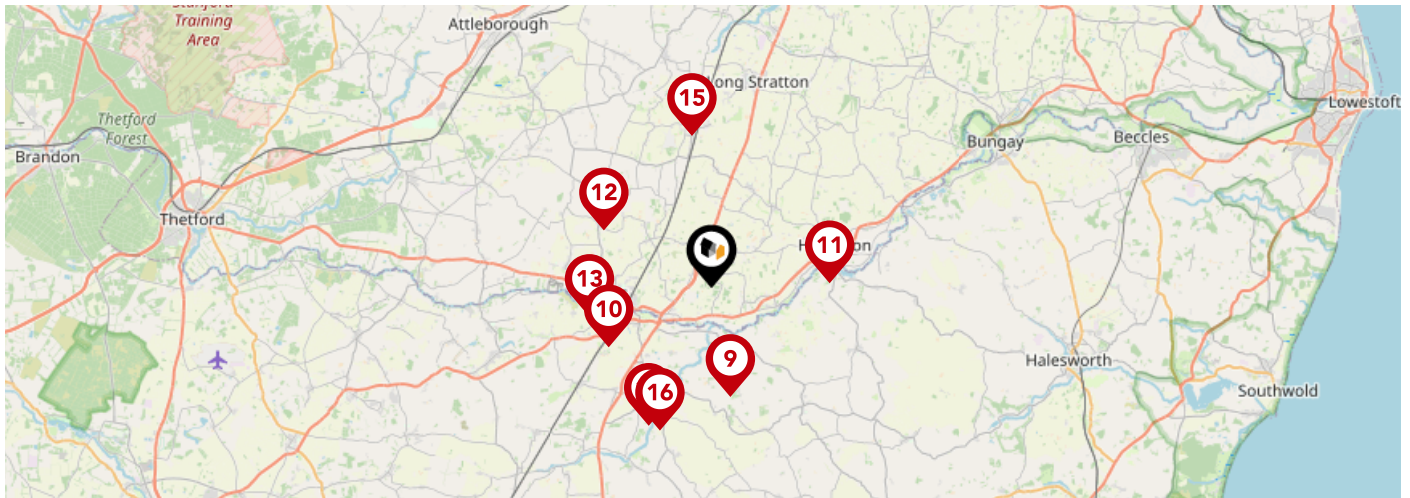 Stanford
Training
Area
Attleborough
Long Stratton
15
Lowestoft
Thetford
Forest
Brandon
Bungay
Beccles
12
Thetford
11
13
10
9
Halesworth
16
Southwold